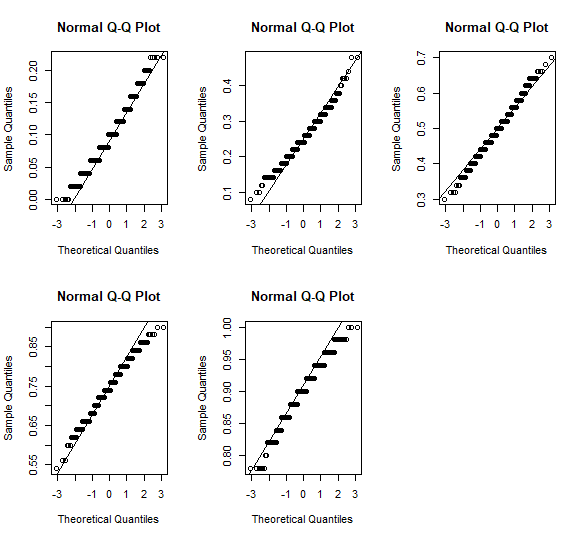 Normal Q-Q Plot
Sample Quantiles
0.00 0.05 0.10 0.15 0.20
-3 -1 0 1 2 3
Theoretical Quantiles
Normal Q-Q Plot
Sample Quantiles
0.1 0.2 0.3 0.4
-3 -1 0 1 2 3
Theoretical Quantiles
Normal Q-Q Plot
Sample Quantiles
0.3 0.4 0.5 0.6 0.7
-3 -1 0 1 2 3
Theoretical Quantiles
Normal Q-Q Plot
Sample Quantiles
0.55 0.65 0.75 0.85
-3 -1 0 1 2 3
Theoretical Quantiles
Normal Q-Q Plot
Sample Quantiles
0.80 0.85 0.90 0.95 1.00
-3 -1 0 1 2 3
Theoretical Quantiles